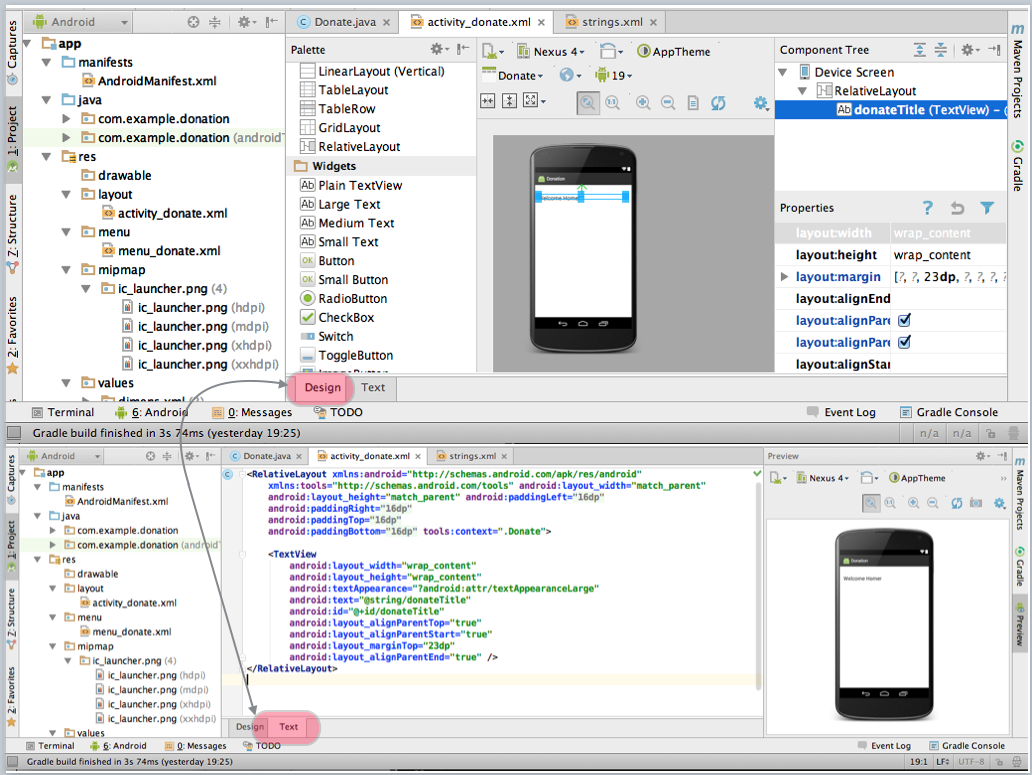 Captures
1: Project
Z: Structure
2: Favorites
Android
app
manifests
AndroidManifest.xml
java
com.example.donation
com.example.donation (android
res
drawable
layout
activity_donate.xml
menu
menu_donate.xml
mipmap
ic_launcher.png (4)
ic_launcher.png (hdpi)
ic_launcher.png (mdpi)
ic_launcher.png (xhdpi)
ic_launcher.png (xxhdpi)
values
Donate.java
activity_donate.xml
strings.xml
Palette
LinearLayout (Vertical)
TableLayout
TableRow
GridLayout
RelativeLayout
Widgets
Ab Plain TextView
Ab Large Text
Ab Medium Text
Ab Small Text
OK Button
OK Small Button
RadioButton
CheckBox
Switch
ToggleButton
Nexus 4
AppTheme
Donate
19
Donation
Welcome Homer
Component Tree
Device Screen
RelativeLayout
Ab donateTitle (TextView) –
Properties
layout:width wrap_content
layout:height wrap_content
layout:margin [?, ?, 23dp, ?, ?, ?, ?
layout:alignEnd
layout:alignPare
layout:alignPare
layout:alignStar
m Maven Projects
Gradle
Design Text
Terminal 6: Android 0: Messages TODO Event Log Gradle Console
Gradle build finished in 3s 74ms (yesterday 19:25) n/a n/a
Captures
1: Project
Z: Structure
2: Favorites
Android
app
manifests
AndroidManifest.xml
java
com.example.donation
com.example.donation (android
res
drawable
layout
activity_donate.xml
menu
menu_donate.xml
mipmap
ic_launcher.png (4)
ic_launcher.png (hdpi)
ic_launcher.png (mdpi)
ic_launcher.png (xhdpi)
ic_launcher.png (xxhdpi)
values
Donate.java
activity_donate.xml
strings.xml
<RelativeLayout xmlns:android="http://schemas.android.com/apk/res/android"
xmlns:tools="http://schemas.android.com/tools" android:layout_width="match_parent"
android:layout_height="match_parent" android:paddingLeft="16dp"
android:paddingRight="16dp"
android:paddingTop="16dp"
android:paddingBottom="16dp" tools:context=".Donate">
<TextView
android:layout_width="wrap_content"
android:layout_height="wrap_content"
android:textAppearance="?android:attr/textAppearanceLarge"
android:text="@string/donateTitle"
android:id="@+id/donateTitle"
android:layout_alignParentTop="true"
android:layout_alignParentStart="true"
android:layout_marginTop="23dp"
android:layout_alignParentEnd="true" />
</RelativeLayout>
Design Text
Preview
Nexus 4
AppTheme
Donation
Welcome Homer
m Maven Projects
Gradle
Preview
Terminal 6: Android 0: Messages TODO Event Log Gradle Console
Gradle build finished in 3s 74ms (yesterday 19:25) 19:1 LF UTF-8